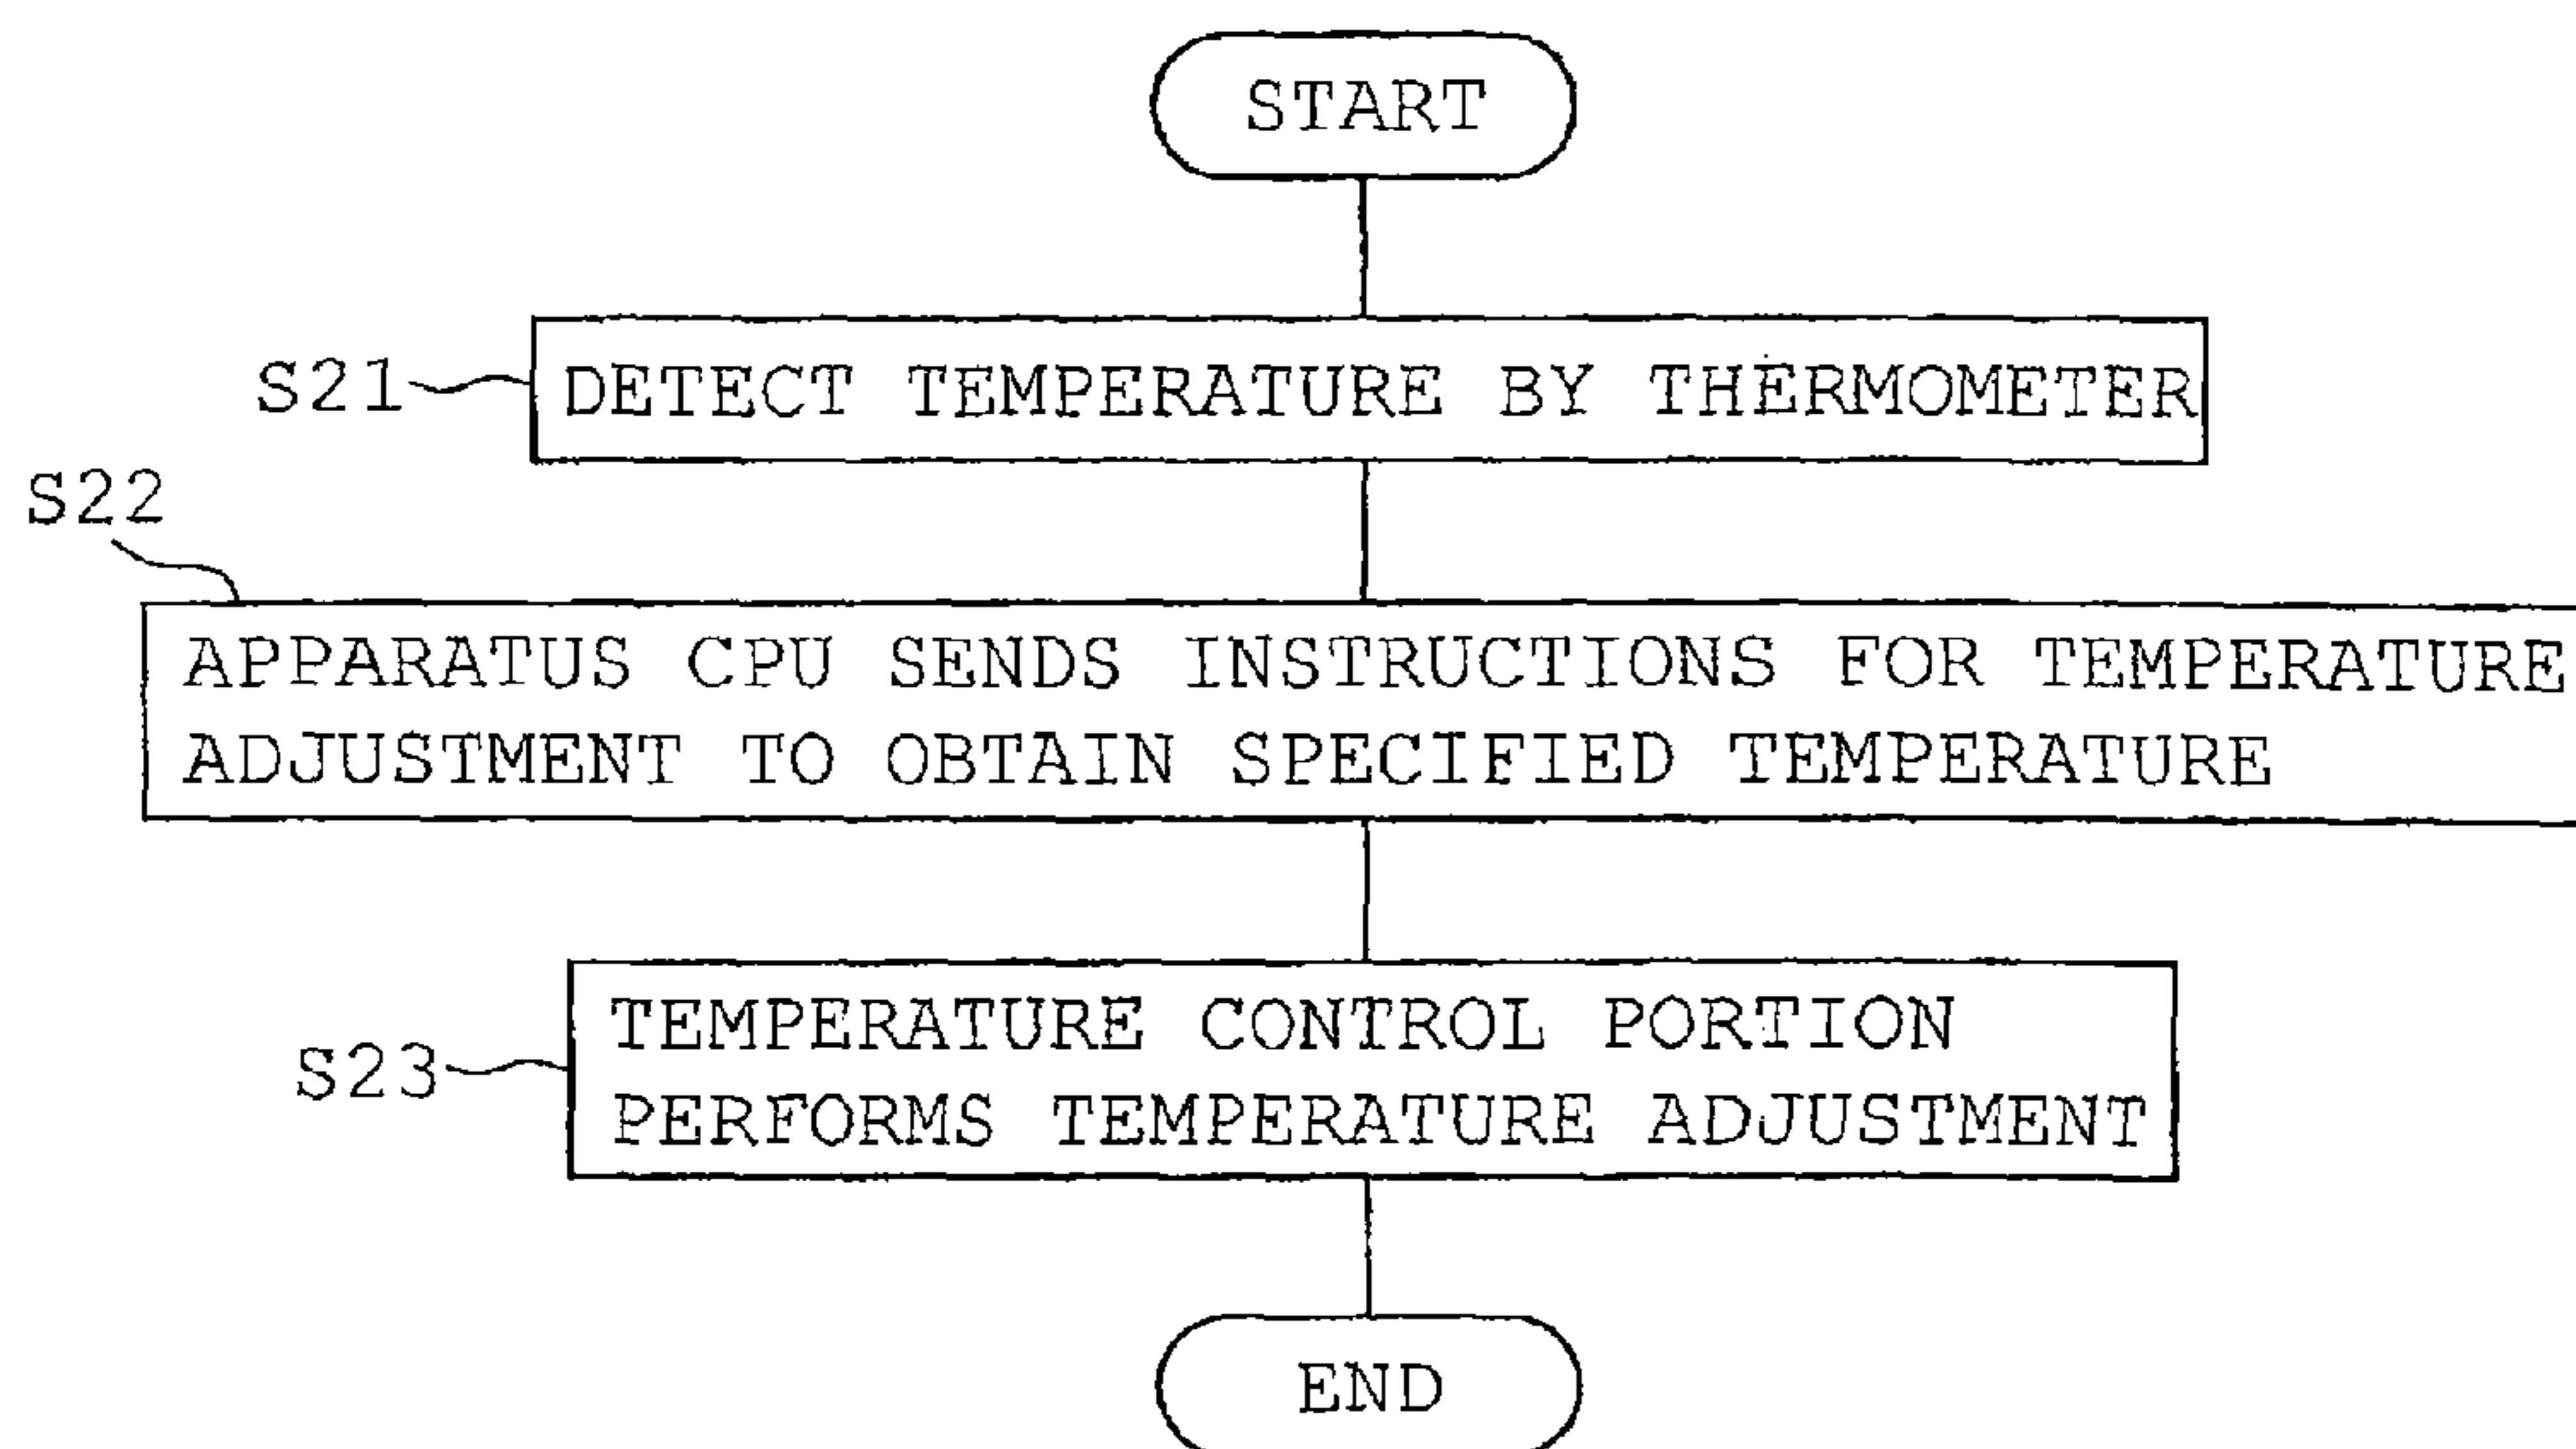 START
S21
DETECT TEMPERATURE BY THERMOMETER
S22
APPARATUS CPU SENDS INSTRUCTIONS FOR TEMPERATURE
ADJUSTMENT TO OBTAIN SPECIFIED TEMPERATURE
S23
TEMPERATURE CONTROL PORTION
PERFORMS TEMPERATURE ADJUSTMENT
END